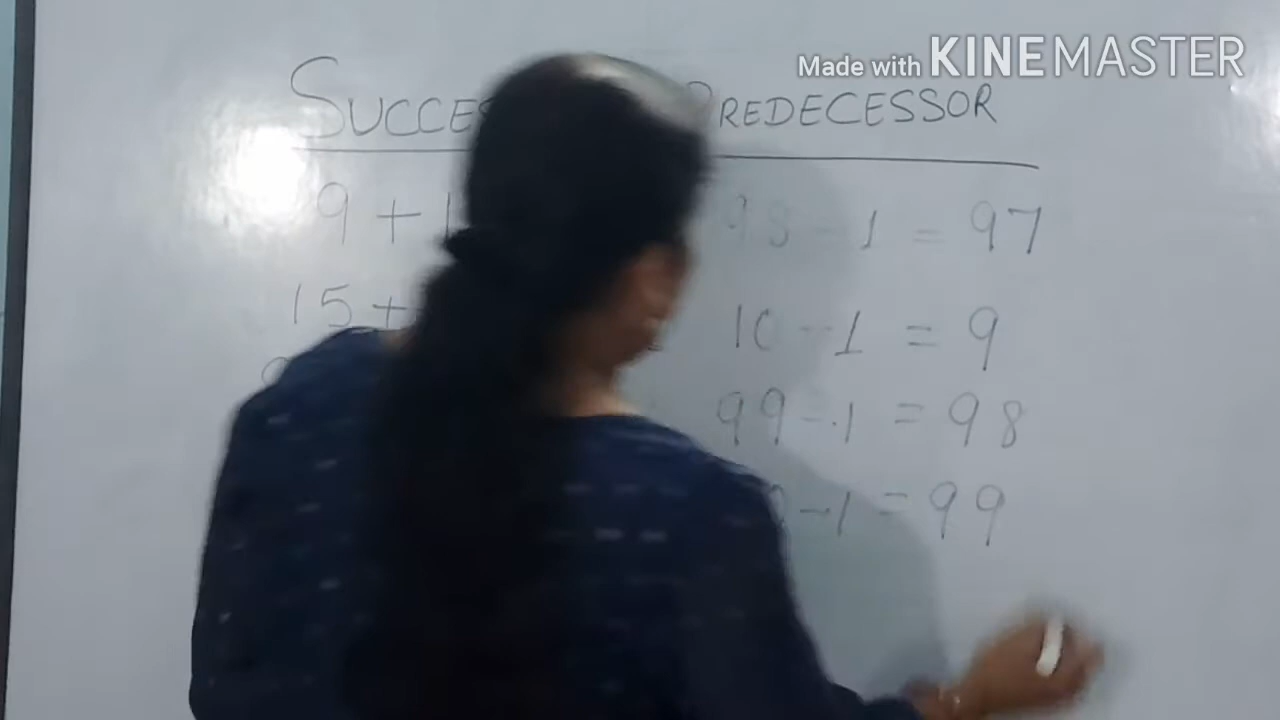 Made with KINEMASTER
SUCCES PREDECESSOR
9 + 1 98 - 1 = 97
15 + 10 - 1 = 9
99 - 1 = 98
0 - 1 = 99